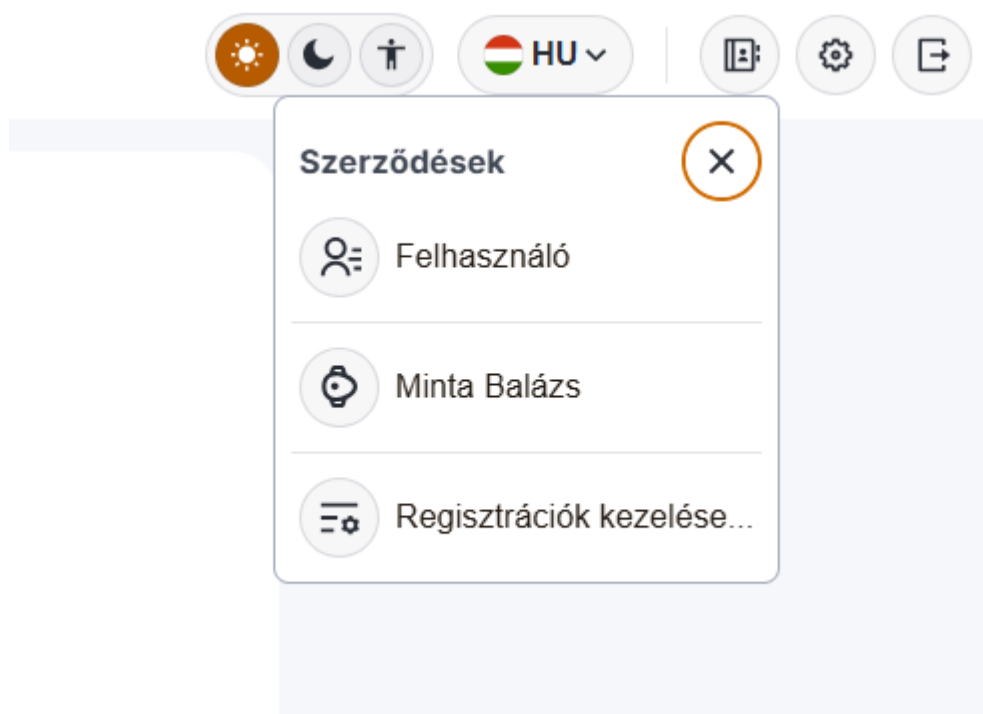 HU
Szerződések
Felhasználó
Minta Balázs
Regisztrációk kezelése...